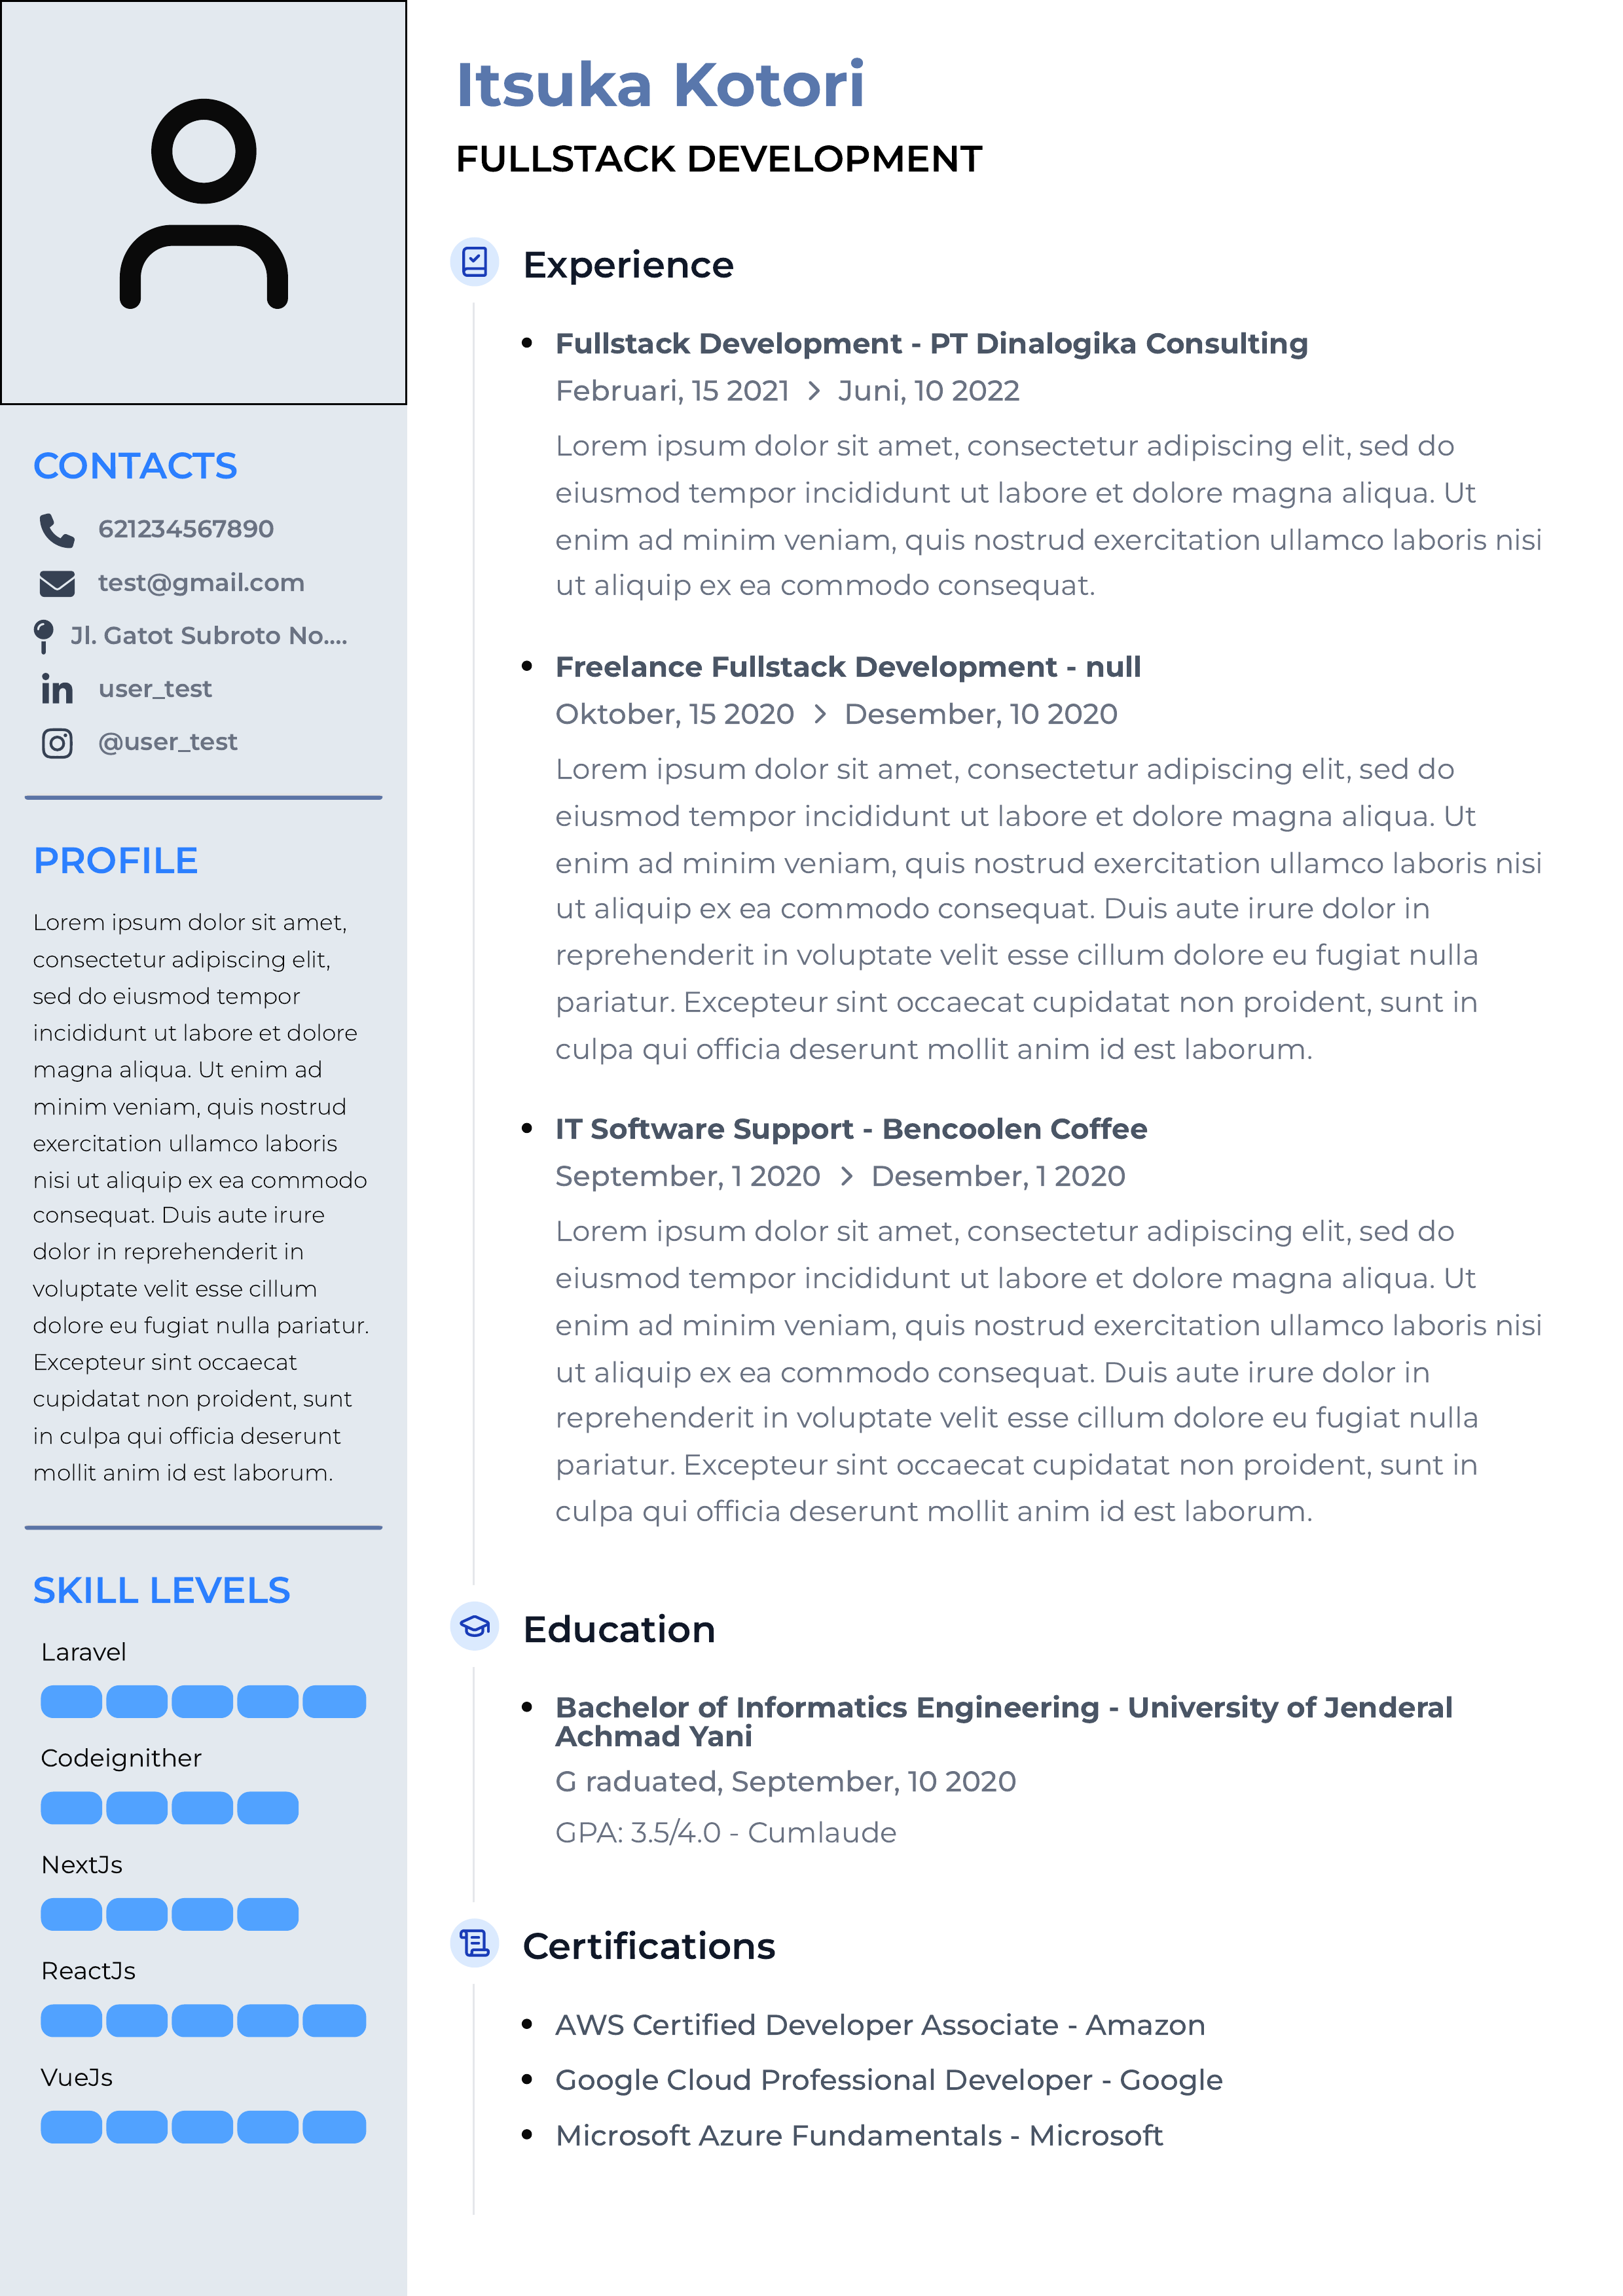 Itsuka Kotori
FULLSTACK DEVELOPMENT
CONTACTS
621234567890
test@gmail.com
Jl. Gatot Subroto No....
user_test
@user_test
PROFILE
Lorem ipsum dolor sit amet,
consectetur adipiscing elit,
sed do eiusmod tempor
incididunt ut labore et dolore
magna aliqua. Ut enim ad
minim veniam, quis nostrud
exercitation ullamco laboris
nisi ut aliquip ex ea commodo
consequat. Duis aute irure
dolor in reprehenderit in
voluptate velit esse cillum
dolore eu fugiat nulla pariatur.
Excepteur sint occaecat
cupidatat non proident, sunt
in culpa qui officia deserunt
mollit anim id est laborum.
SKILL LEVELS
Laravel
Codeignither
NextJs
ReactJs
VueJs
Experience
Fullstack Development - PT Dinalogika Consulting
Februari, 15 2021 > Juni, 10 2022
Lorem ipsum dolor sit amet, consectetur adipiscing elit, sed do
eiusmod tempor incididunt ut labore et dolore magna aliqua. Ut
enim ad minim veniam, quis nostrud exercitation ullamco laboris nisi
ut aliquip ex ea commodo consequat.
Freelance Fullstack Development - null
Oktober, 15 2020 > Desember, 10 2020
Lorem ipsum dolor sit amet, consectetur adipiscing elit, sed do
eiusmod tempor incididunt ut labore et dolore magna aliqua. Ut
enim ad minim veniam, quis nostrud exercitation ullamco laboris nisi
ut aliquip ex ea commodo consequat. Duis aute irure dolor in
reprehenderit in voluptate velit esse cillum dolore eu fugiat nulla
pariatur. Excepteur sint occaecat cupidatat non proident, sunt in
culpa qui officia deserunt mollit anim id est laborum.
IT Software Support - Bencoolen Coffee
September, 1 2020 > Desember, 1 2020
Lorem ipsum dolor sit amet, consectetur adipiscing elit, sed do
eiusmod tempor incididunt ut labore et dolore magna aliqua. Ut
enim ad minim veniam, quis nostrud exercitation ullamco laboris nisi
ut aliquip ex ea commodo consequat. Duis aute irure dolor in
reprehenderit in voluptate velit esse cillum dolore eu fugiat nulla
pariatur. Excepteur sint occaecat cupidatat non proident, sunt in
culpa qui officia deserunt mollit anim id est laborum.
Education
Bachelor of Informatics Engineering - University of Jenderal
Achmad Yani
G raduated, September, 10 2020
GPA: 3.5/4.0 - Cumlaude
Certifications
AWS Certified Developer Associate - Amazon
Google Cloud Professional Developer - Google
Microsoft Azure Fundamentals - Microsoft